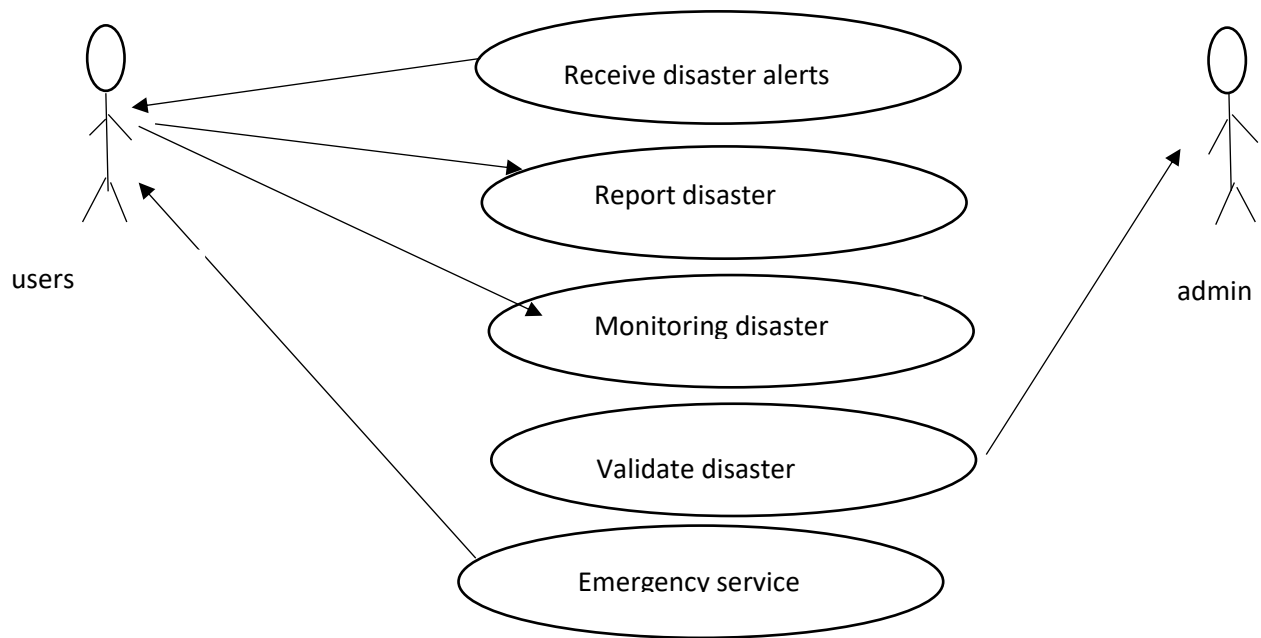 Receive disaster alerts
Report disaster
users
admin
Monitoring disaster
Validate disaster
Emergency service